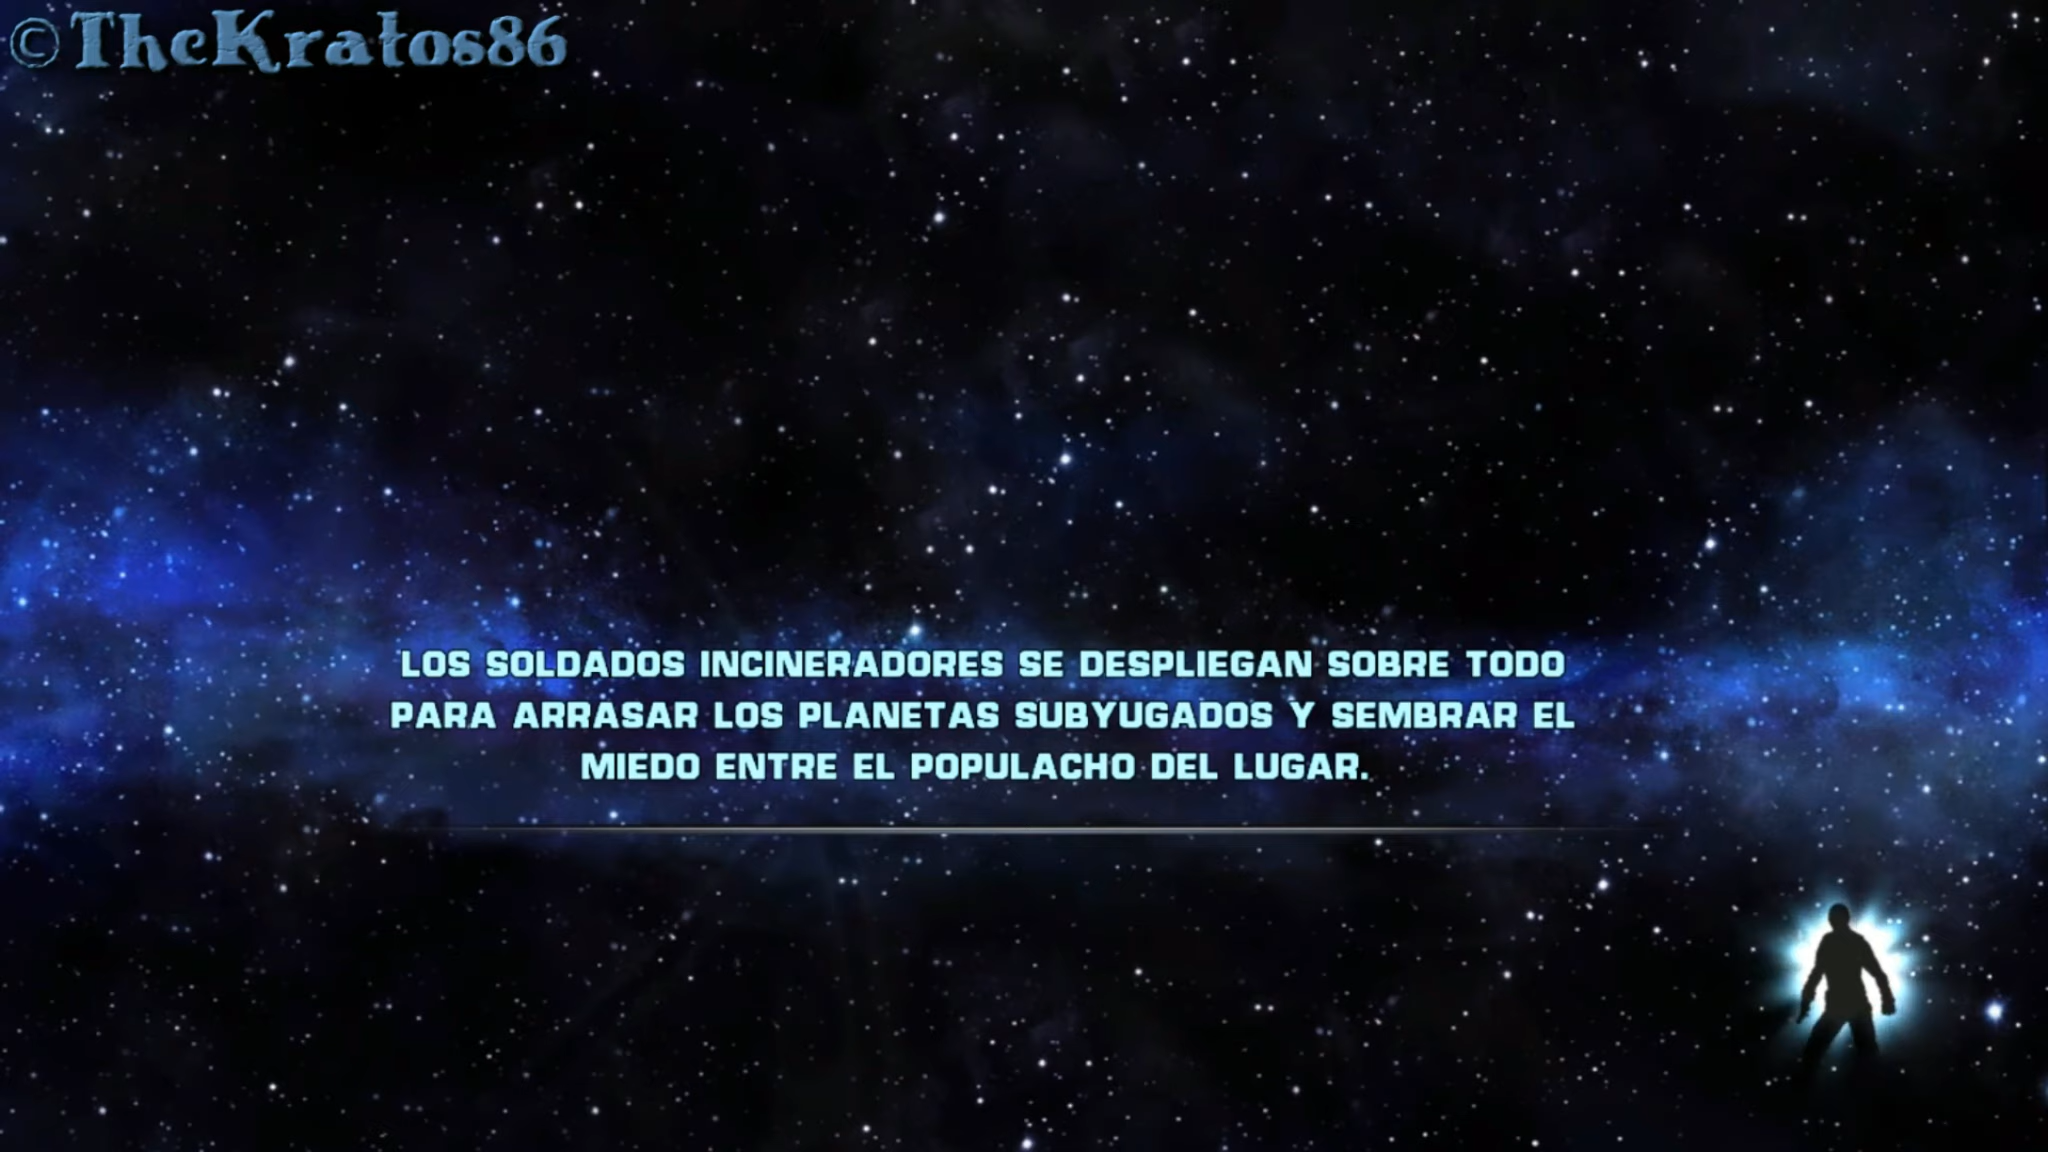 ©TheKratos86
LOS SOLDADOS INCINERADORES SE DESPLIEGAN SOBRE TODO
PARA ARRASAR LOS PLANETAS SUBYUGADOS Y SEMBRAR EL
MIEDO ENTRE EL POPULACHO DEL LUGAR.